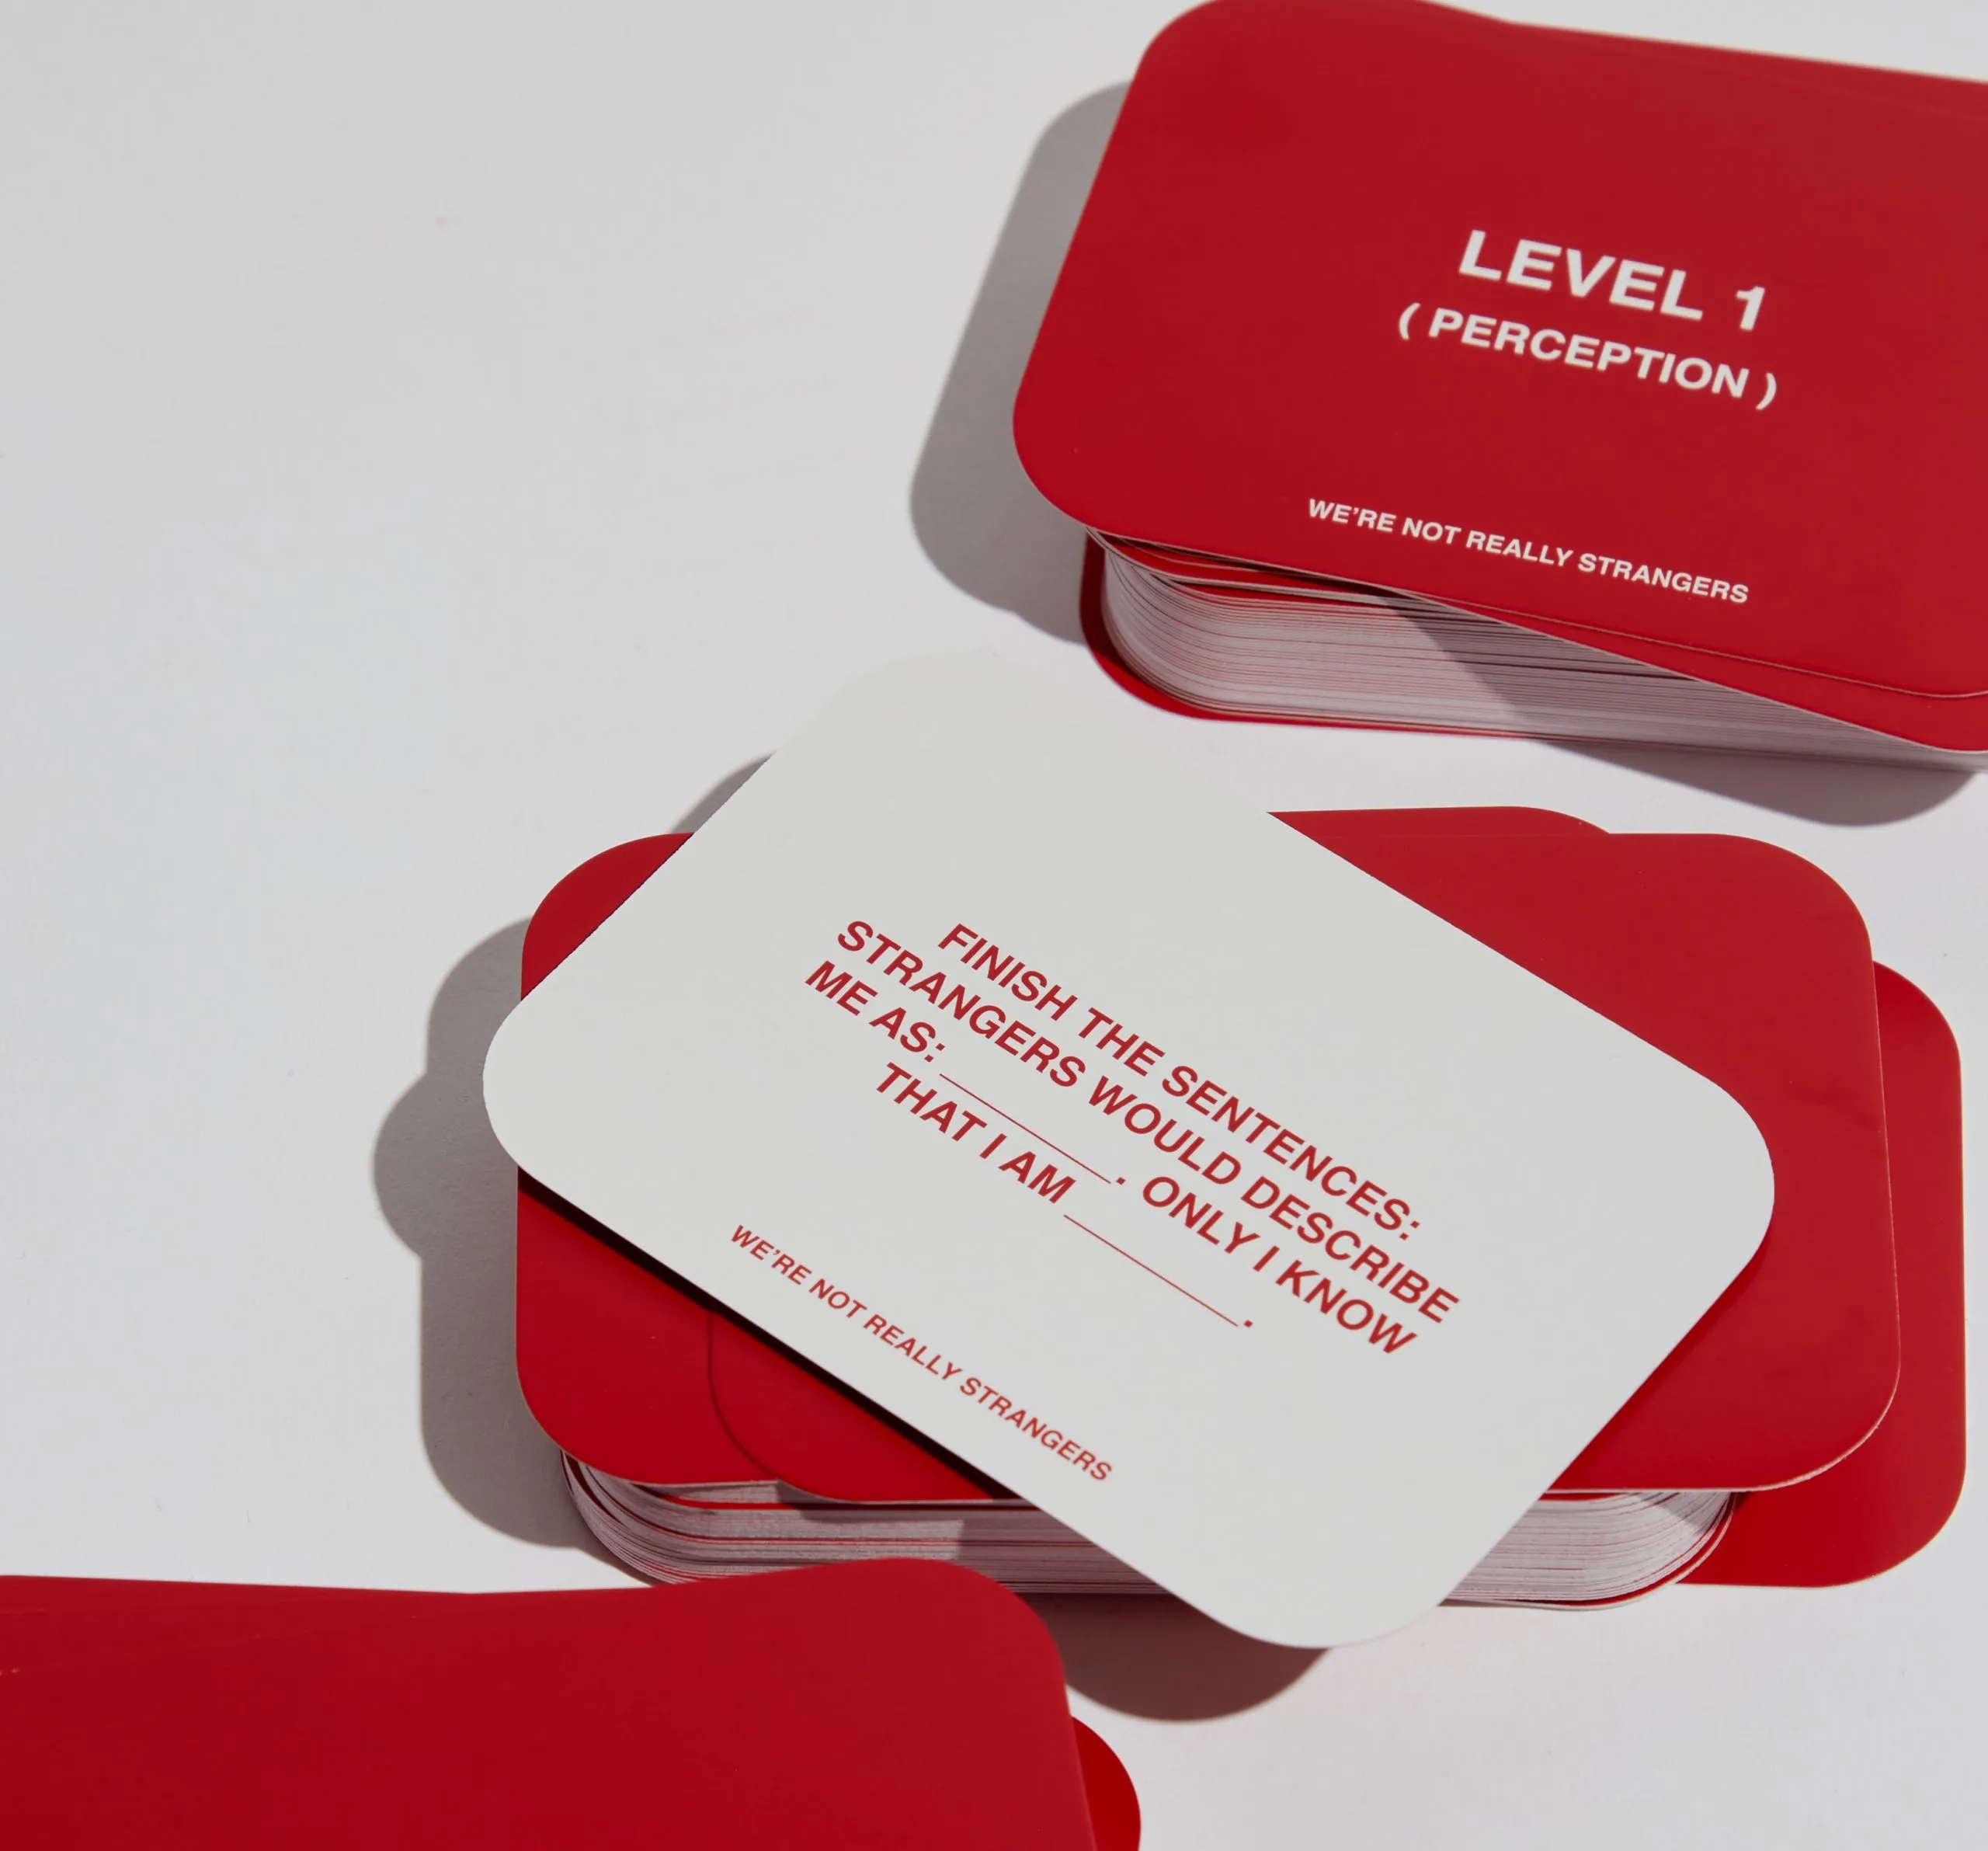 LEVEL 1
( PERCEPTION )
WE'RE NOT REALLY STRANGERS
FINISH THE SENTENCES:
STRANGERS WOULD DESCRIBE
ME AS: __________. ONLY I KNOW
THAT I AM __________.
WE'RE NOT REALLY STRANGERS